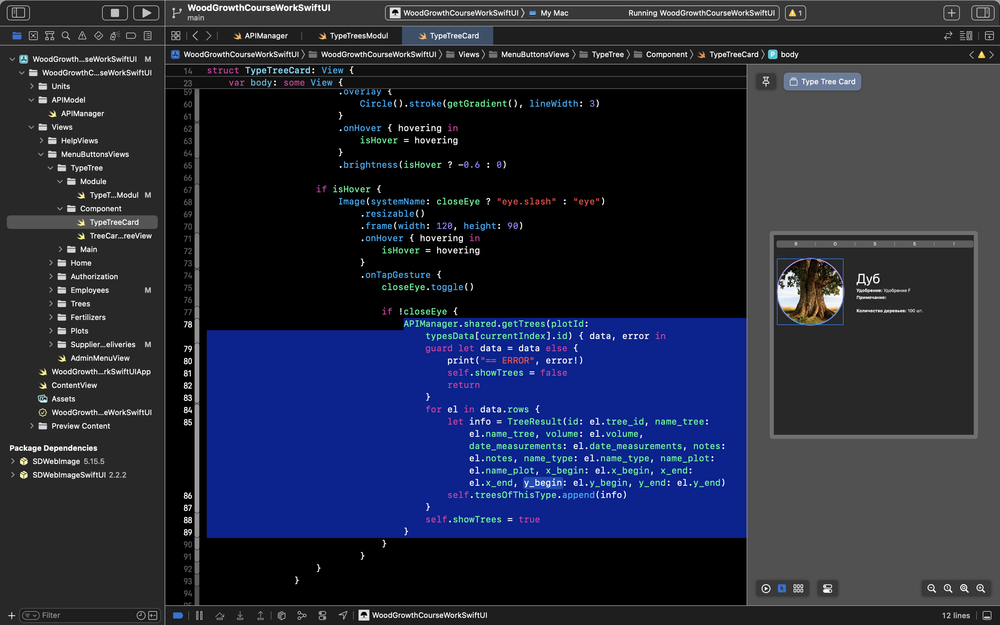 WoodGrowthCourseWorkSwiftUI
main
WoodGrowthCourseWorkSwiftUI 〉 My Mac
Running WoodGrowthCourseWorkSwiftUI
1
APIManager
TypeTreesModul
TypeTreeCard
WoodGrowthCourseWorkSwiftUI 〉 WoodGrowthCourseWorkSwiftUI 〉 Views 〉 MenuButtonsViews 〉 TypeTree 〉 Component 〉 TypeTreeCard 〉 P body
WoodGrowth...seWorkSwiftUI M
WoodGrowthC...seWorkSwiftUI
Units
APIModel
APIManager
Views
HelpViews
MenuButtonsViews
TypeTree
Module
TypeT...Modul M
Component
TypeTreeCard
TreeCar...reeView
Main
Home
Authorization
Employees M
Trees
Fertilizers
Plots
Supplier...eliveries M
AdminMenuView
WoodGrowth...rkSwiftUIApp
ContentView
Assets
WoodGrowth...eWorkSwiftUI
Preview Content
Package Dependencies
SDWebImage 5.15.5
SDWebImageSwiftUI 2.2.2
Filter
14 struct TypeTreeCard: View {
23 var body: some View {
59 .overlay {
60 Circle().stroke(getGradient(), lineWidth: 3)
61 }
62 .onHover { hovering in
63 isHover = hovering
64 }
65 .brightness(isHover ? -0.6 : 0)
66
67 if isHover {
68 Image(systemName: closeEye ? "eye.slash" : "eye")
69 .resizable()
70 .frame(width: 120, height: 90)
71 .onHover { hovering in
72 isHover = hovering
73 }
74 .onTapGesture {
75 closeEye.toggle()
76
77 if !closeEye {
78 APIManager.shared.getTrees(plotId:
typesData[currentIndex].id) { data, error in
79 guard let data = data else {
80 print("== ERROR", error!)
81 self.showTrees = false
82 return
83 }
84 for el in data.rows {
85 let info = TreeResult(id: el.tree_id, name_tree:
el.name_tree, volume: el.volume,
date_measurements: el.date_measurements, notes:
el.notes, name_type: el.name_type, name_plot:
el.name_plot, x_begin: el.x_begin, x_end:
el.x_end, y_begin: el.y_begin, y_end: el.y_end)
86 self.treesOfThisType.append(info)
87 }
88 self.showTrees = true
89 }
90 }
91 }
92 }
93 }
94
95
Type Tree Card
B | O | S | S | !
Дуб
Удобрение: Удобрение F
Примечание:
Количество деревьев: 100 шт.
WoodGrowthCourseWorkSwiftUI
12 lines